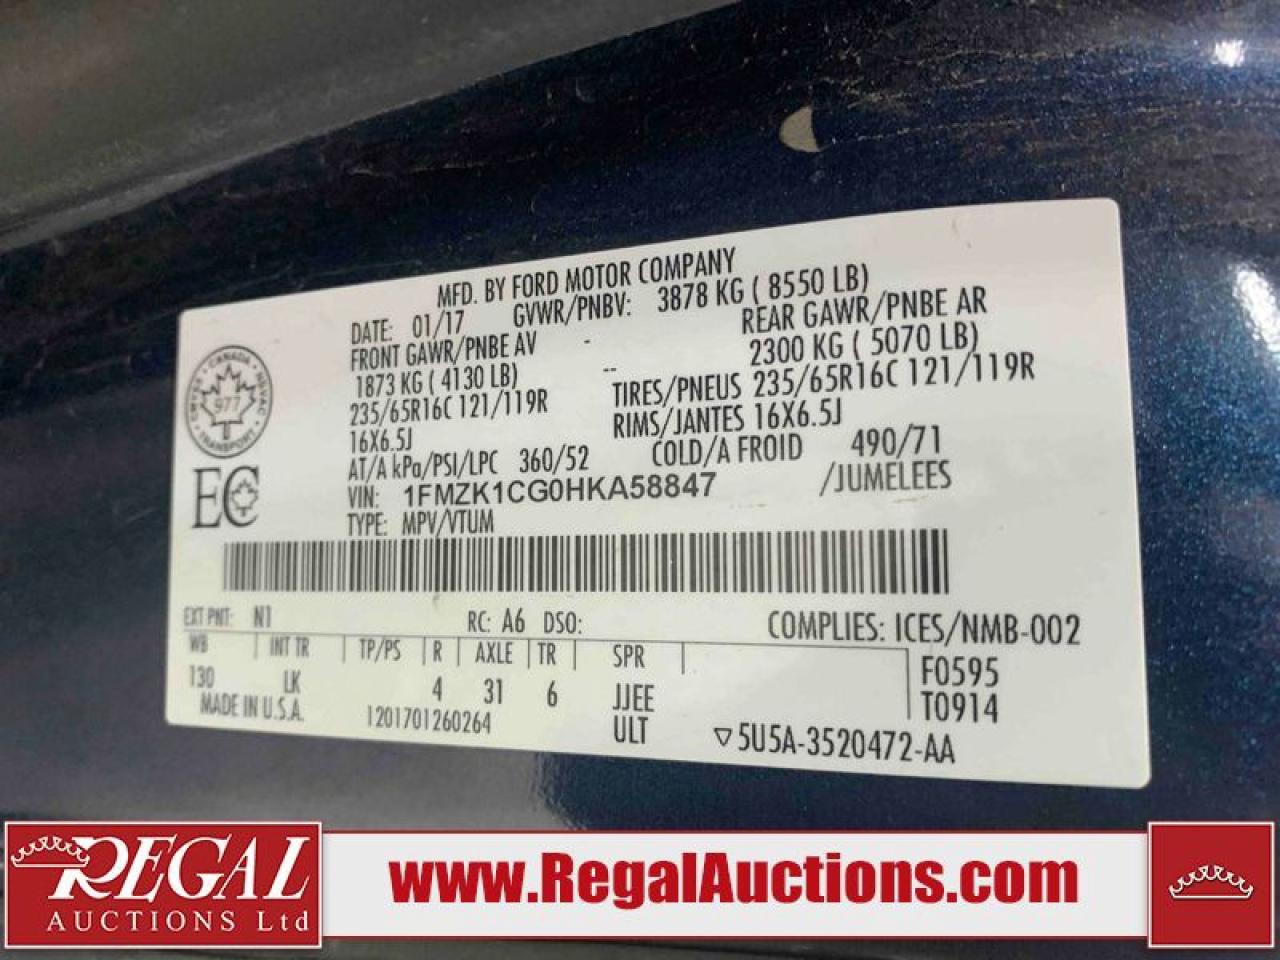 MFD. BY FORD MOTOR COMPANY
DATE: 01/17 GVWR/PNBV: 3878 KG ( 8550 LB)
FRONT GAWR/PNBE AV - REAR GAWR/PNBE AR
1873 KG ( 4130 LB) -- 2300 KG ( 5070 LB)
235/65R16C 121/119R TIRES/PNEUS 235/65R16C 121/119R
16X6.5J RIMS/JANTES 16X6.5J
AT/A kPa/PSI/LPC 360/52 COLD/A FROID 490/71
VIN: 1FMZK1CG0HKA58847 /JUMELEES
TYPE: MPV/VTUM
CANADA
TRANSPORT
977
EC
EXT PNT: N1 RC: A6 DSO: COMPLIES: ICES/NMB-002
WB | INT TR | TP/PS | R | AXLE | TR | SPR F0595
130 LK 4 31 6 JJEE T0914
MADE IN U.S.A. 1201701260264 ULT ▽5U5A-3520472-AA
REGAL
AUCTIONS Ltd
www.RegalAuctions.com